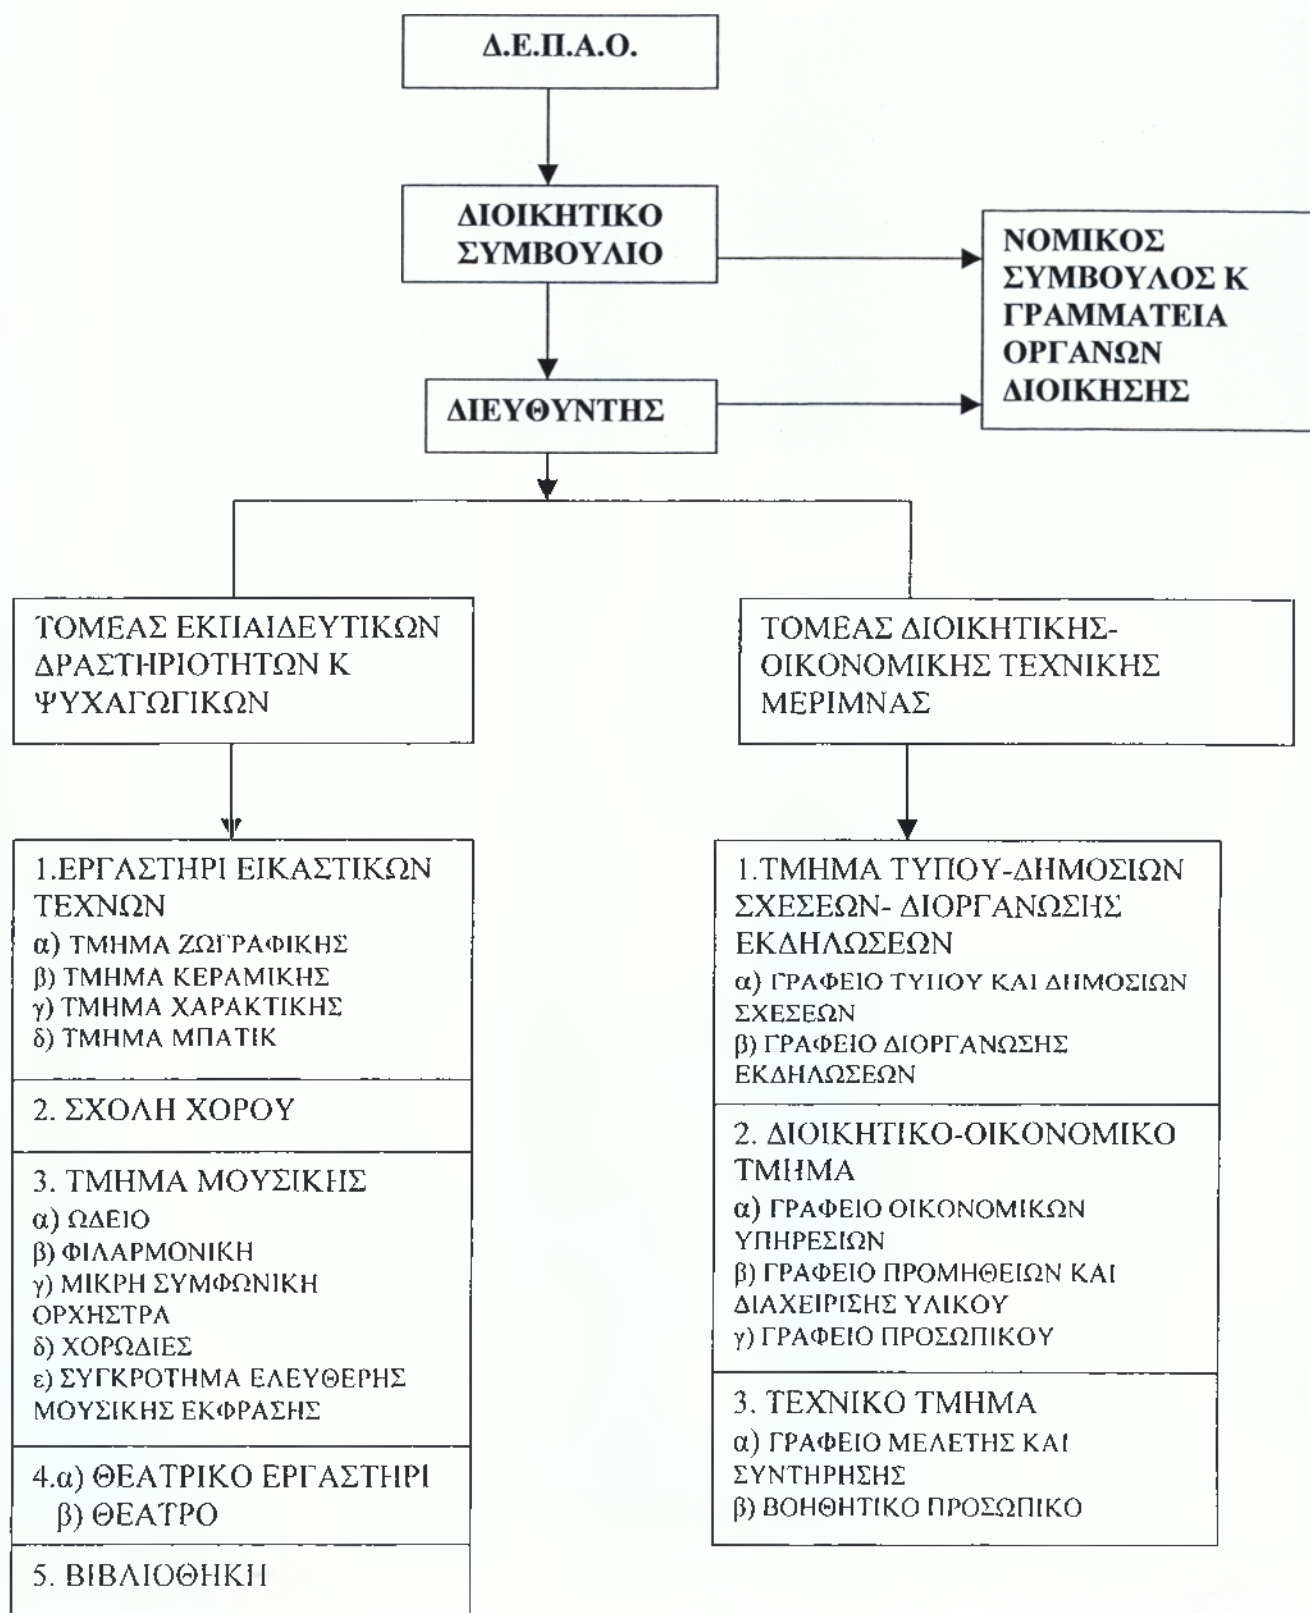 Δ.Ε.Π.Α.Ο.
ΔΙΟΙΚΗΤΙΚΟ
ΣΥΜΒΟΥΛΙΟ
ΝΟΜΙΚΟΣ
ΣΥΜΒΟΥΛΟΣ Κ
ΓΡΑΜΜΑΤΕΙΑ
ΟΡΓΑΝΩΝ
ΔΙΟΙΚΗΣΗΣ
ΔΙΕΥΘΥΝΤΗΣ
ΤΟΜΕΑΣ ΕΚΠΑΙΔΕΥΤΙΚΩΝ
ΔΡΑΣΤΗΡΙΟΤΗΤΩΝ Κ
ΨΥΧΑΓΩΓΙΚΩΝ
ΤΟΜΕΑΣ ΔΙΟΙΚΗΤΙΚΗΣ-
ΟΙΚΟΝΟΜΙΚΗΣ ΤΕΧΝΙΚΗΣ
ΜΕΡΙΜΝΑΣ
1.ΕΡΓΑΣΤΗΡΙ ΕΙΚΑΣΤΙΚΩΝ
ΤΕΧΝΩΝ
α) ΤΜΗΜΑ ΖΩΓΡΑΦΙΚΗΣ
β) ΤΜΗΜΑ ΚΕΡΑΜΙΚΗΣ
γ) ΤΜΗΜΑ ΧΑΡΑΚΤΙΚΗΣ
δ) ΤΜΗΜΑ ΜΠΑΤΙΚ
2. ΣΧΟΛΗ ΧΟΡΟΥ
3. ΤΜΗΜΑ ΜΟΥΣΙΚΗΣ
α) ΩΔΕΙΟ
β) ΦΙΛΑΡΜΟΝΙΚΗ
γ) ΜΙΚΡΗ ΣΥΜΦΩΝΙΚΗ
ΟΡΧΗΣΤΡΑ
δ) ΧΟΡΩΔΙΕΣ
ε) ΣΥΓΚΡΟΤΗΜΑ ΕΛΕΥΘΕΡΗΣ
ΜΟΥΣΙΚΗΣ ΕΚΦΡΑΣΗΣ
4.α) ΘΕΑΤΡΙΚΟ ΕΡΓΑΣΤΗΡΙ
β) ΘΕΑΤΡΟ
5. ΒΙΒΛΙΟΘΗΚΗ
1.ΤΜΗΜΑ ΤΥΠΟΥ-ΔΗΜΟΣΙΩΝ
ΣΧΕΣΕΩΝ- ΔΙΟΡΓΑΝΩΣΗΣ
ΕΚΔΗΛΩΣΕΩΝ
α) ΓΡΑΦΕΙΟ ΤΥΠΟΥ ΚΑΙ ΔΗΜΟΣΙΩΝ
ΣΧΕΣΕΩΝ
β) ΓΡΑΦΕΙΟ ΔΙΟΡΓΑΝΩΣΗΣ
ΕΚΔΗΛΩΣΕΩΝ
2. ΔΙΟΙΚΗΤΙΚΟ-ΟΙΚΟΝΟΜΙΚΟ
ΤΜΗΜΑ
α) ΓΡΑΦΕΙΟ ΟΙΚΟΝΟΜΙΚΩΝ
ΥΠΗΡΕΣΙΩΝ
β) ΓΡΑΦΕΙΟ ΠΡΟΜΗΘΕΙΩΝ ΚΑΙ
ΔΙΑΧΕΙΡΙΣΗΣ ΥΛΙΚΟΥ
γ) ΓΡΑΦΕΙΟ ΠΡΟΣΩΠΙΚΟΥ
3. ΤΕΧΝΙΚΟ ΤΜΗΜΑ
α) ΓΡΑΦΕΙΟ ΜΕΛΕΤΗΣ ΚΑΙ
ΣΥΝΤΗΡΗΣΗΣ
β) ΒΟΗΘΗΤΙΚΟ ΠΡΟΣΩΠΙΚΟ